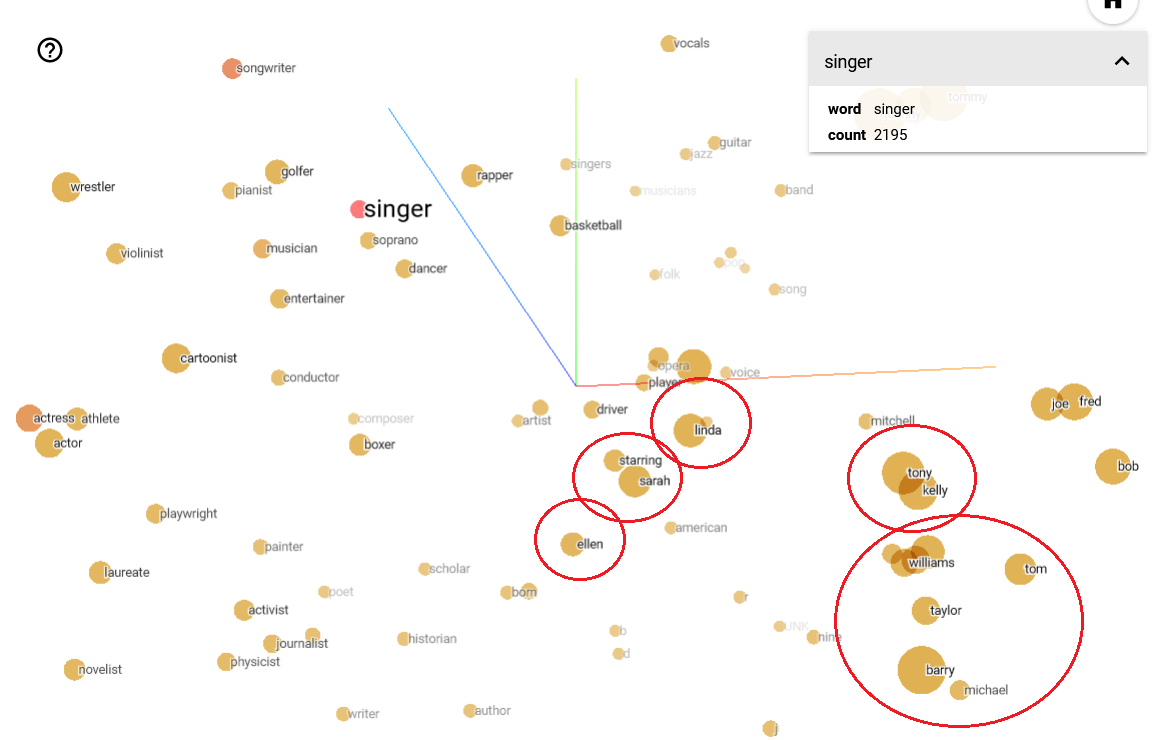 vocals
songwriter
singer
tommy
word singer
count 2195
guitar
jazz
singers
golfer
rapper
wrestler
pianist
musicians
band
singer
basketball
soprano
musician
violinist
dancer
pop
folk
song
entertainer
cartoonist
opera
voice
conductor
player
joe
fred
driver
actress
athlete
composer
artist
mitchell
linda
actor
boxer
starring
bob
tony
sarah
kelly
playwright
american
ellen
painter
williams
scholar
tom
laureate
poet
born
r
activist
taylor
b
UNK
nine
historian
journalist
d
physicist
novelist
barry
michael
writer
author
j